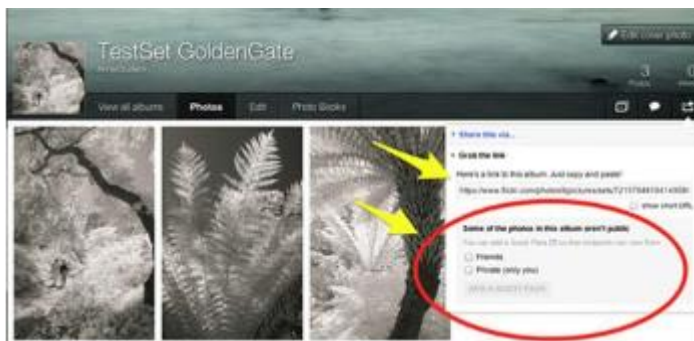 Edit cover photo
TestSet GoldenGate
3
Photos
View all albums
Photos
Edit
Photo Books
Share this via...
Grab the link
Here's a link to this album. Just copy and paste!
show short URL
Some of the photos in this album aren't public
Friends
Private (only you)